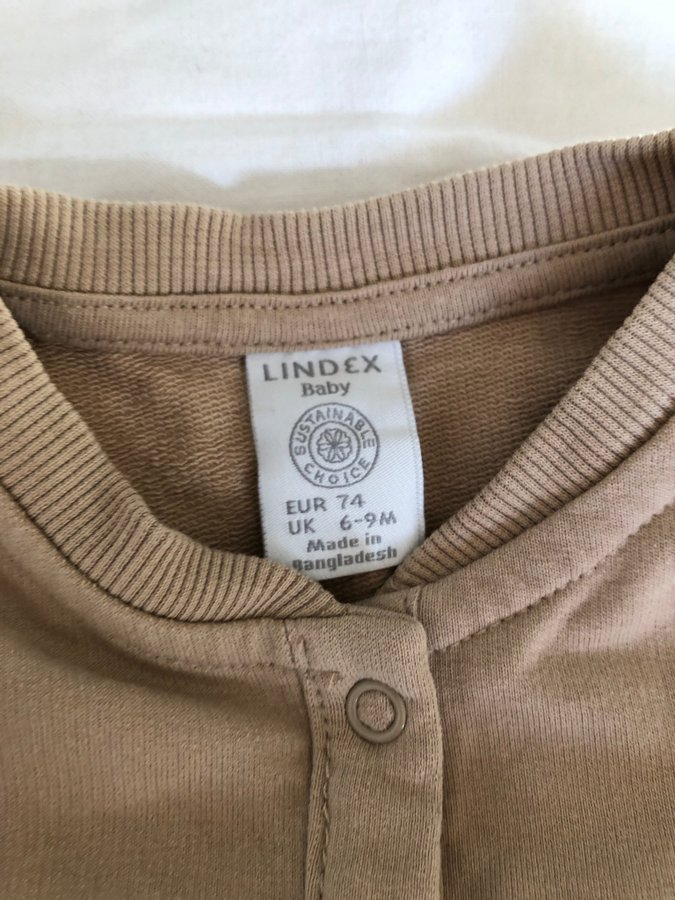 LINDEX
Baby
SUSTAINABLE
CHOICE
EUR 74
UK 6-9M
Made in
Bangladesh